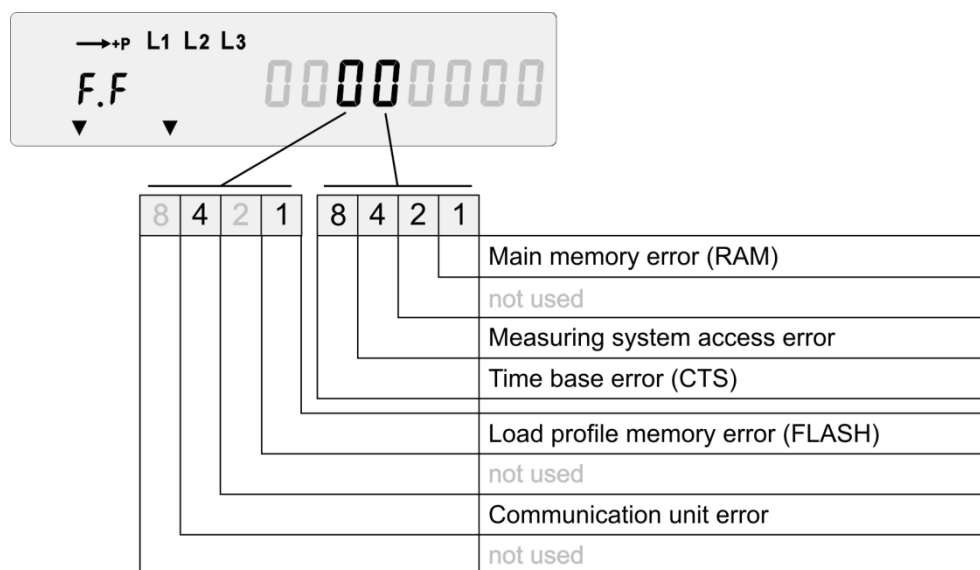 +P L1 L2 L3
F.F 00000000
8 4 2 1 8 4 2 1
Main memory error (RAM)
not used
Measuring system access error
Time base error (CTS)
Load profile memory error (FLASH)
not used
Communication unit error
not used